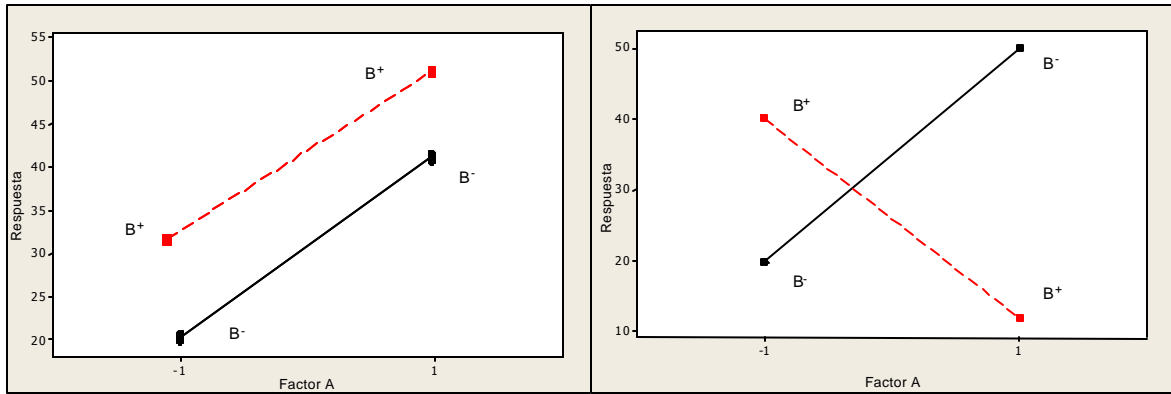 55
50
45
40
35
30
25
20
Respuesta
B⁺
B⁺
B⁻
B⁻
-1
1
Factor A
50
40
30
20
10
Respuesta
B⁻
B⁺
B⁻
B⁺
-1
1
Factor A